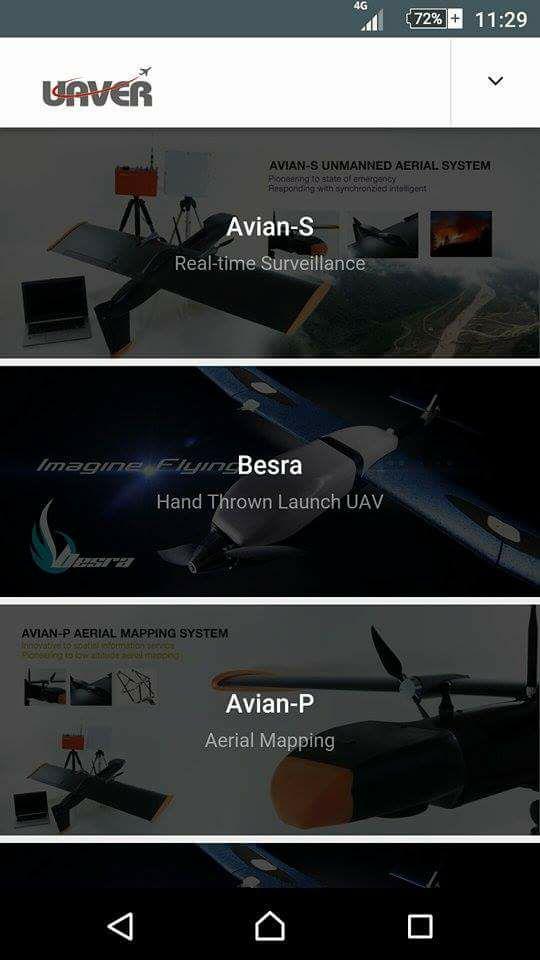 4G
72%
11:29
UAVER
AVIAN-S UNMANNED AERIAL SYSTEM
Pioneering to state of emergency
Responding with synchronzied intelligent
Avian-S
Real-time Surveillance
Imagine Flying
Besra
Hand Thrown Launch UAV
Besra
AVIAN-P AERIAL MAPPING SYSTEM
Innovative to spatial information service
Pioneering to low altitude aerial mapping
Avian-P
Aerial Mapping